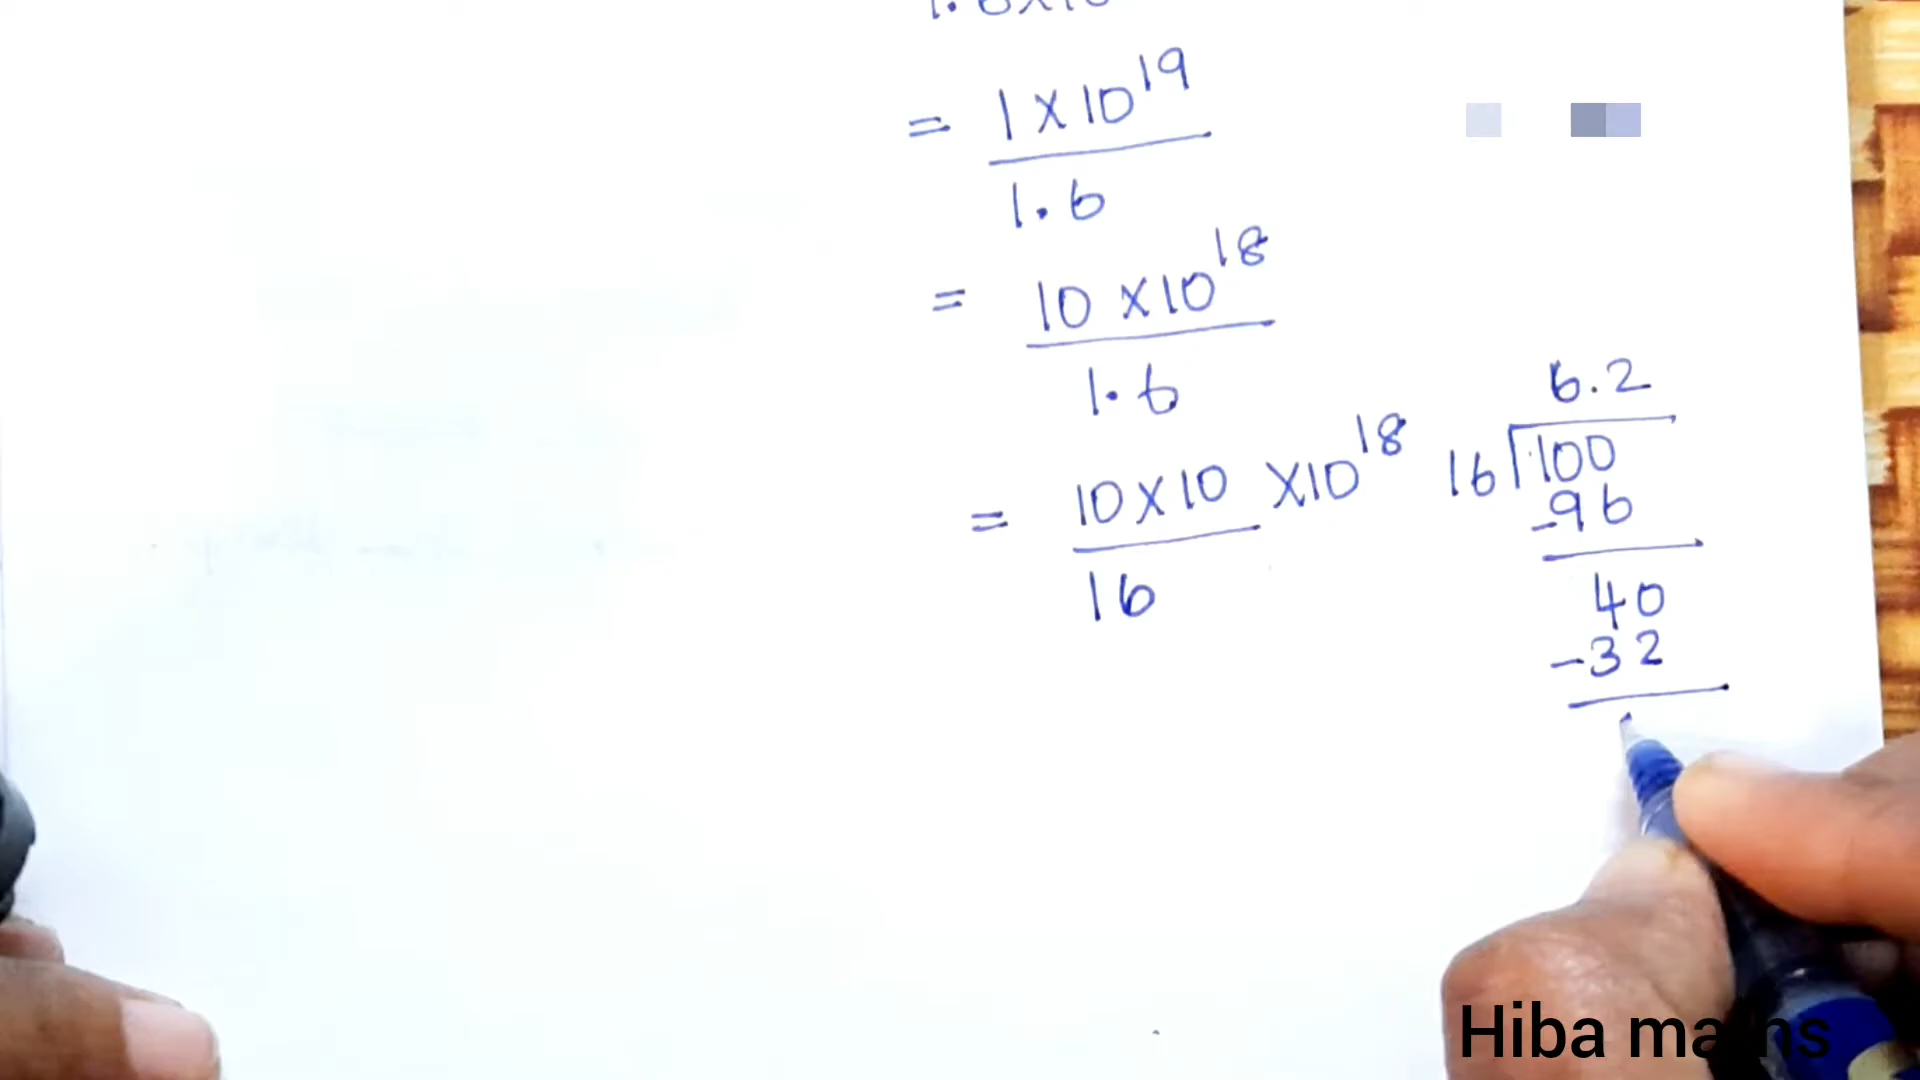 = 1 × 10^19
1.6
= 10 × 10^18
1.6
= 10 × 10 × 10^18
16
6.2
16 100
-96
40
-32
Hiba